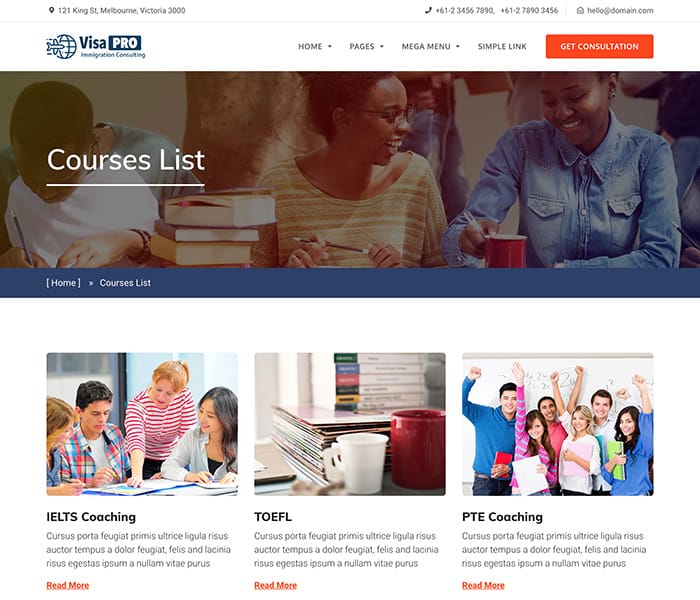 121 King St, Melbourne, Victoria 3000
+61-2 3456 7890, +61-2 7890 3456
hello@domain.com
Visa PRO
Immigration Consulting
HOME
PAGES
MEGA MENU
SIMPLE LINK
GET CONSULTATION
Courses List
[ Home ] » Courses List
IELTS Coaching
Cursus porta feugiat primis ultrice ligula risus
auctor tempus a dolor feugiat, felis and lacinia
risus egestas ipsum a nullam vitae purus
Read More
TOEFL
Cursus porta feugiat primis ultrice ligula risus
auctor tempus a dolor feugiat, felis and lacinia
risus egestas ipsum a nullam vitae purus
Read More
PTE Coaching
Cursus porta feugiat primis ultrice ligula risus
auctor tempus a dolor feugiat, felis and lacinia
risus egestas ipsum a nullam vitae purus
Read More